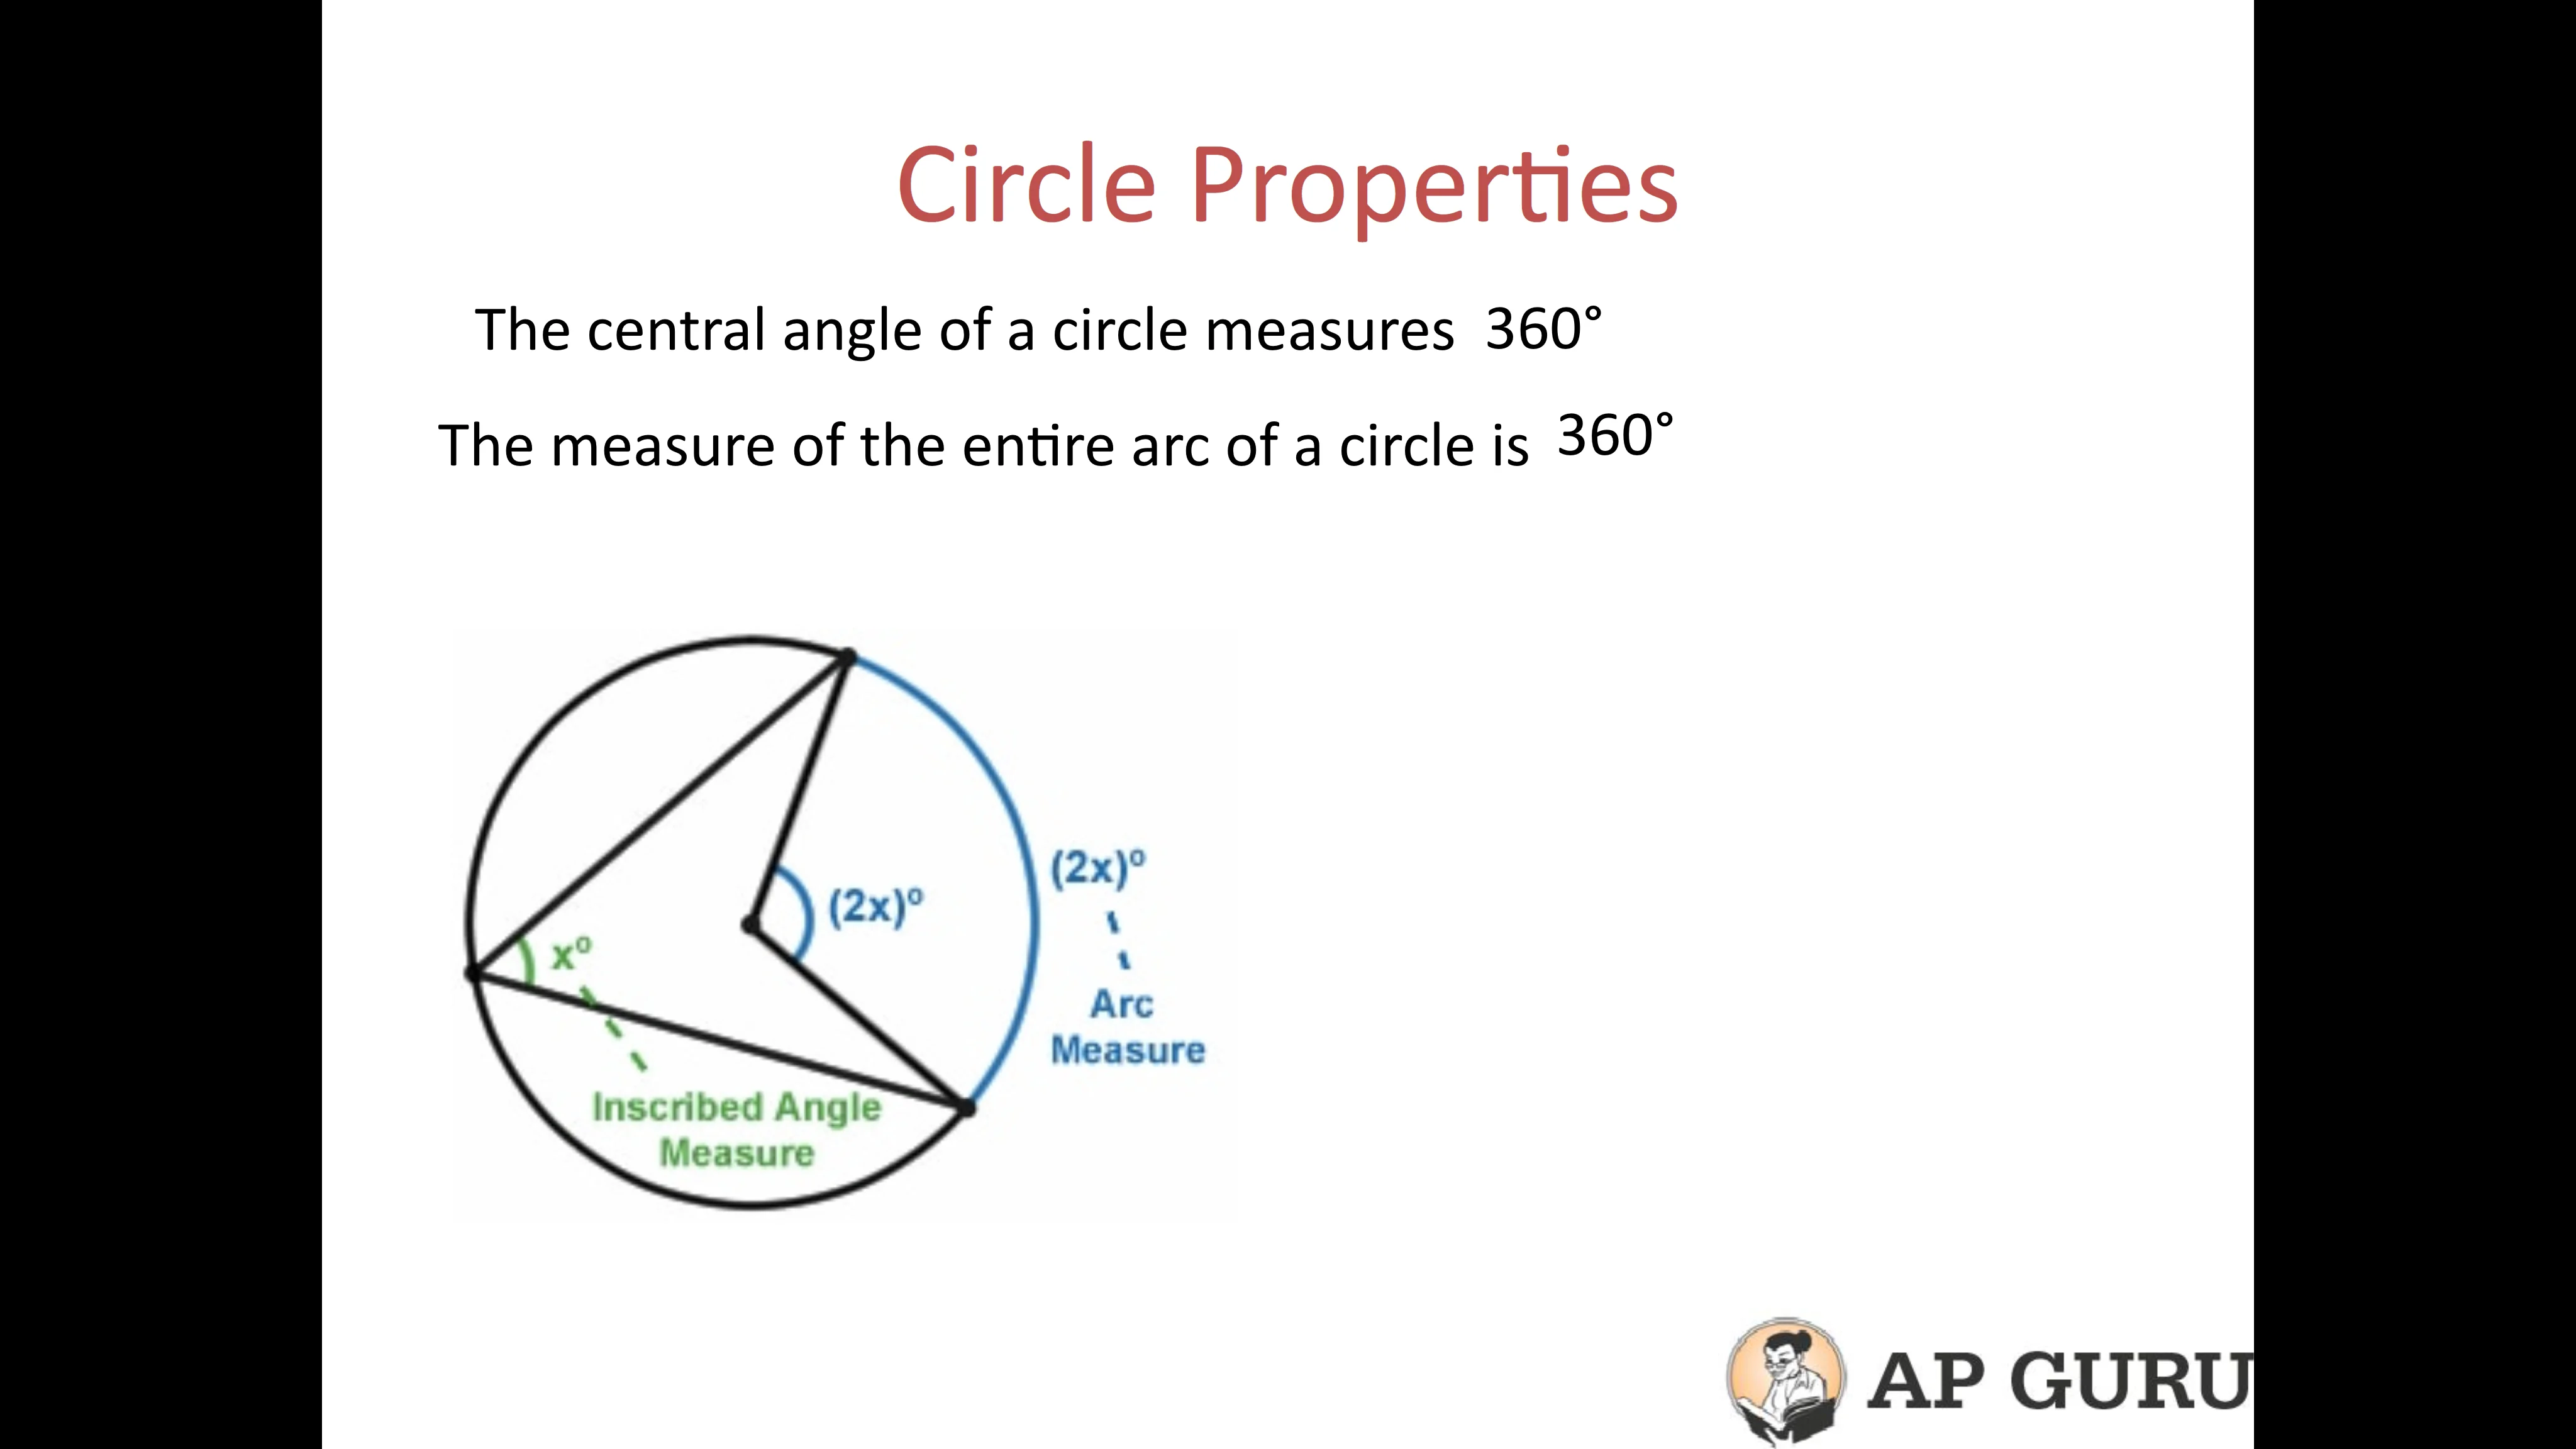 Circle Properties
The central angle of a circle measures 360°
The measure of the entire arc of a circle is 360°
(2x)º
(2x)º
xº
Arc
Measure
Inscribed Angle
Measure
AP GURU